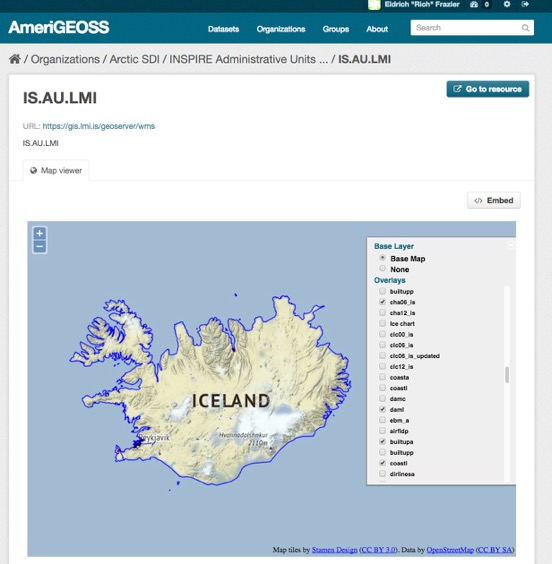 Eldrich "Rich" Frazier 0
AmeriGEOSS
Datasets Organizations Groups About Search
/ Organizations / Arctic SDI / INSPIRE Administrative Units ... / IS.AU.LMI
IS.AU.LMI
Go to resource
URL: https://gis.lmi.is/geoserver/wms
IS.AU.LMI
Map viewer
Embed
+
−
Base Layer
Base Map
None
Overlays
builtupp
cha06_is
cha12_is
Ice chart
clc00_is
clc06_is
clc06_is_updated
clc12_is
coasta
coastl
damc
daml
ebm_a
airfldp
builtupa
builtupp
coastl
dirlinesa
ICELAND
Reykjavik
Hvannadalshnúkur
2110m
Map tiles by Stamen Design (CC BY 3.0). Data by OpenStreetMap (CC BY SA)